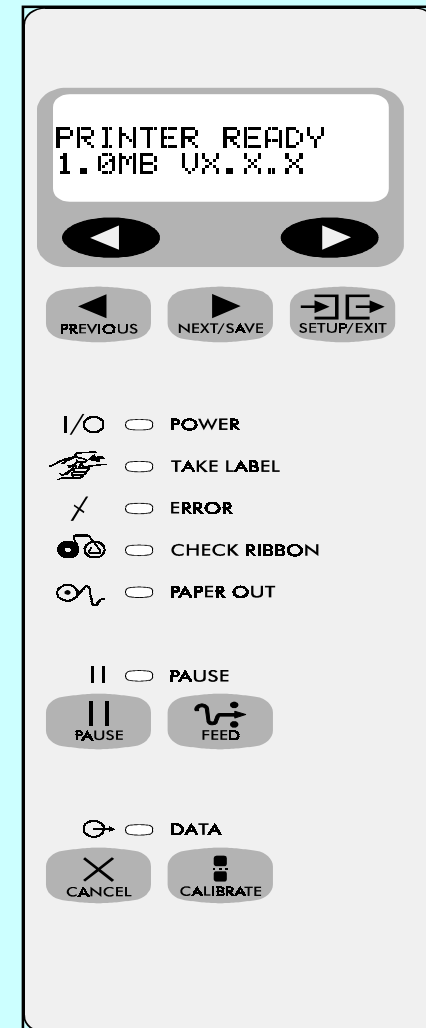 PRINTER READY
1.0MB VX.X.X
PREVIOUS NEXT/SAVE SETUP/EXIT
I/O POWER
TAKE LABEL
ERROR
CHECK RIBBON
PAPER OUT
PAUSE
PAUSE FEED
DATA
CANCEL CALIBRATE